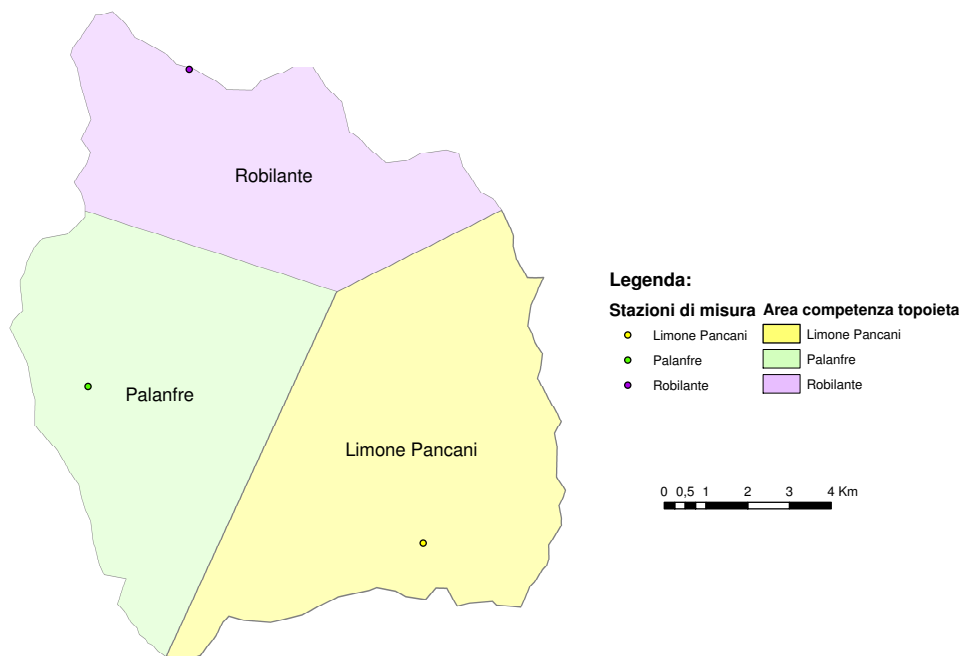 Robilante
Palanfre
Limone Pancani
Legenda:
Stazioni di misura Area competenza topoieta
Limone Pancani Limone Pancani
Palanfre Palanfre
Robilante Robilante
0 0,5 1 2 3 4 Km